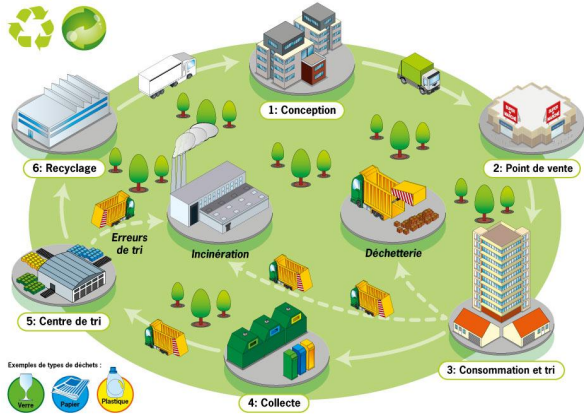 1: Conception
2: Point de vente
6: Recyclage
Erreurs
de tri
Incinération
Déchetterie
5: Centre de tri
3: Consommation et tri
4: Collecte
Exemples de types de déchets :
Verre
Papier
Plastique